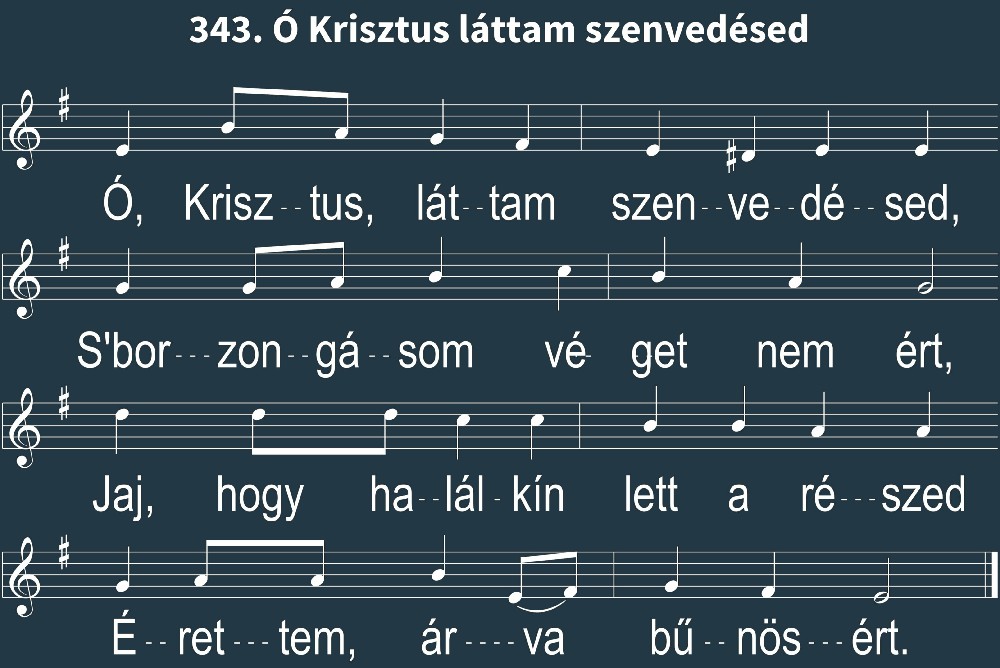 343. Ó Krisztus láttam szenvedésed
Ó, Krisz--tus, lát--tam szen--ve--dé--sed,
S'bor---zon--gá--som vé-get nem ért,
Jaj, hogy ha--lál-kín lett a ré---szed
É--ret---tem, ár----va bű--nös---ért.